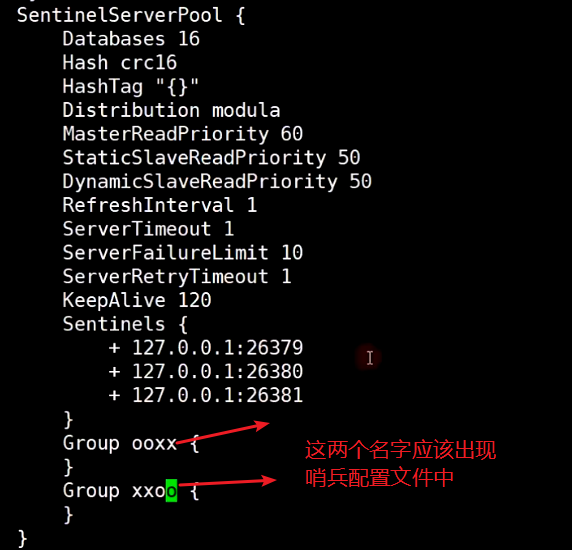 SentinelServerPool {
Databases 16
Hash crc16
HashTag "{}"
Distribution modula
MasterReadPriority 60
StaticSlaveReadPriority 50
DynamicSlaveReadPriority 50
RefreshInterval 1
ServerTimeout 1
ServerFailureLimit 10
ServerRetryTimeout 1
KeepAlive 120
Sentinels {
+ 127.0.0.1:26379
+ 127.0.0.1:26380
+ 127.0.0.1:26381
}
Group ooxx {
}
Group xxoo {
}
}
这两个名字应该出现
哨兵配置文件中